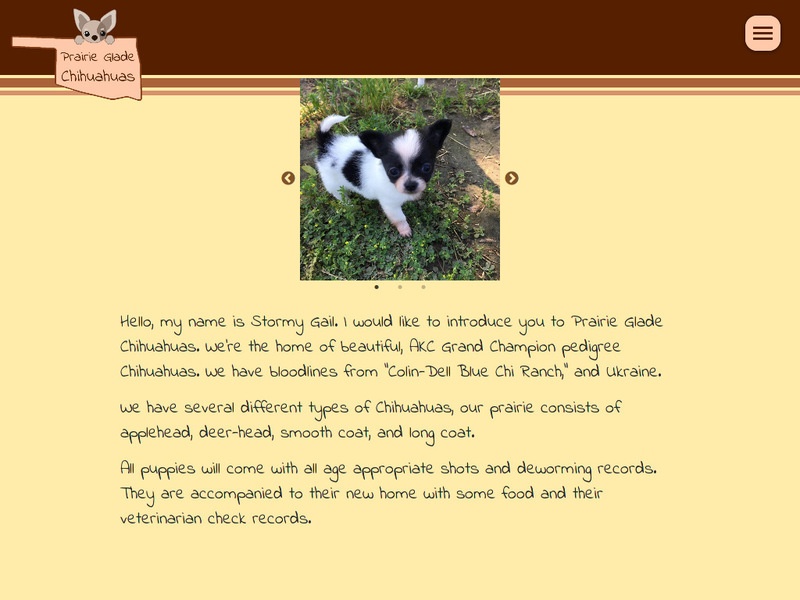 Prairie Glade
Chihuahuas
Hello, my name is Stormy Gail. I would like to introduce you to Prairie Glade
Chihuahuas. We're the home of beautiful, AKC Grand Champion pedigree
Chihuahuas. We have bloodlines from "Colin-Dell Blue Chi Ranch," and Ukraine.
We have several different types of Chihuahuas, our prairie consists of
applehead, deer-head, smooth coat, and long coat.
All puppies will come with all age appropriate shots and deworming records.
They are accompanied to their new home with some food and their
veterinarian check records.